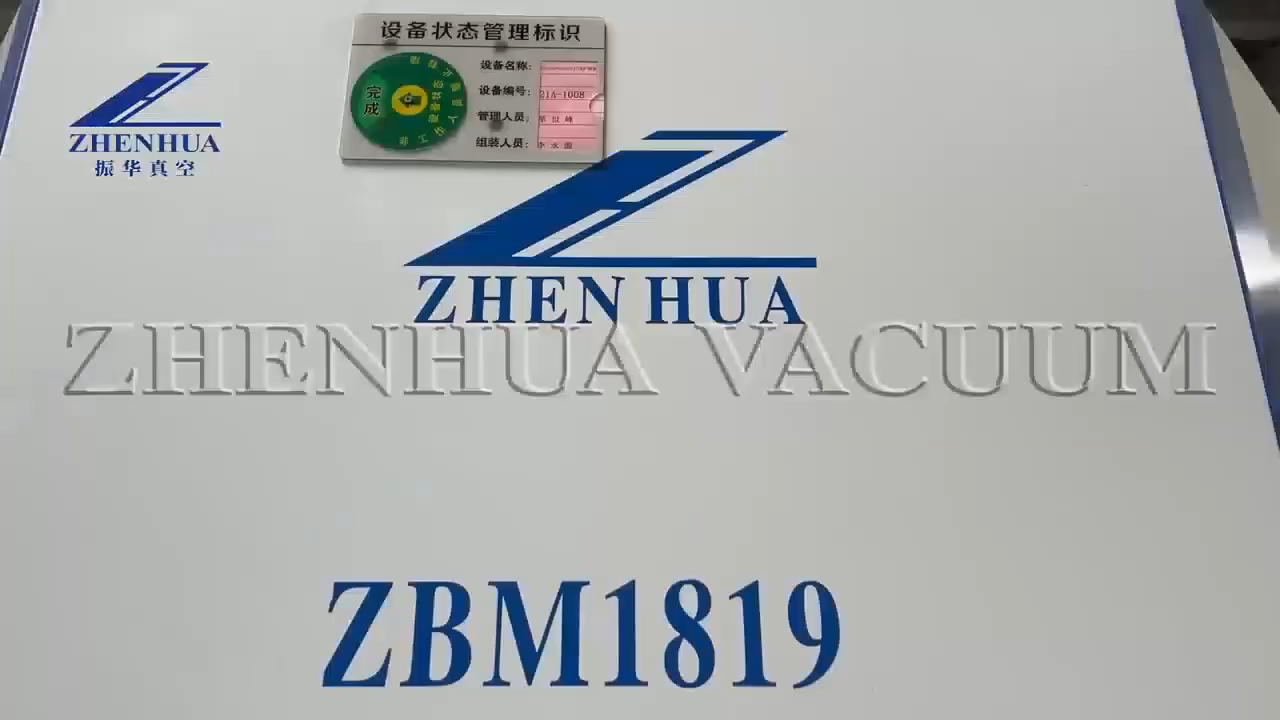 设备状态管理标识
完成
设备名称:
设备编号: 21A-1008
管理人员:
组装人员:
ZHENHUA
振华真空
ZHEN HUA
ZHENHUA VACUUM
ZBM1819